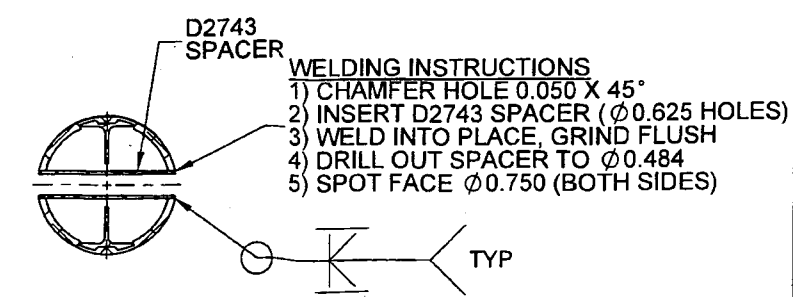 D2743
SPACER
WELDING INSTRUCTIONS
1) CHAMFER HOLE 0.050 X 45°
2) INSERT D2743 SPACER (∅0.625 HOLES)
3) WELD INTO PLACE, GRIND FLUSH
4) DRILL OUT SPACER TO ∅0.484
5) SPOT FACE ∅0.750 (BOTH SIDES)
TYP